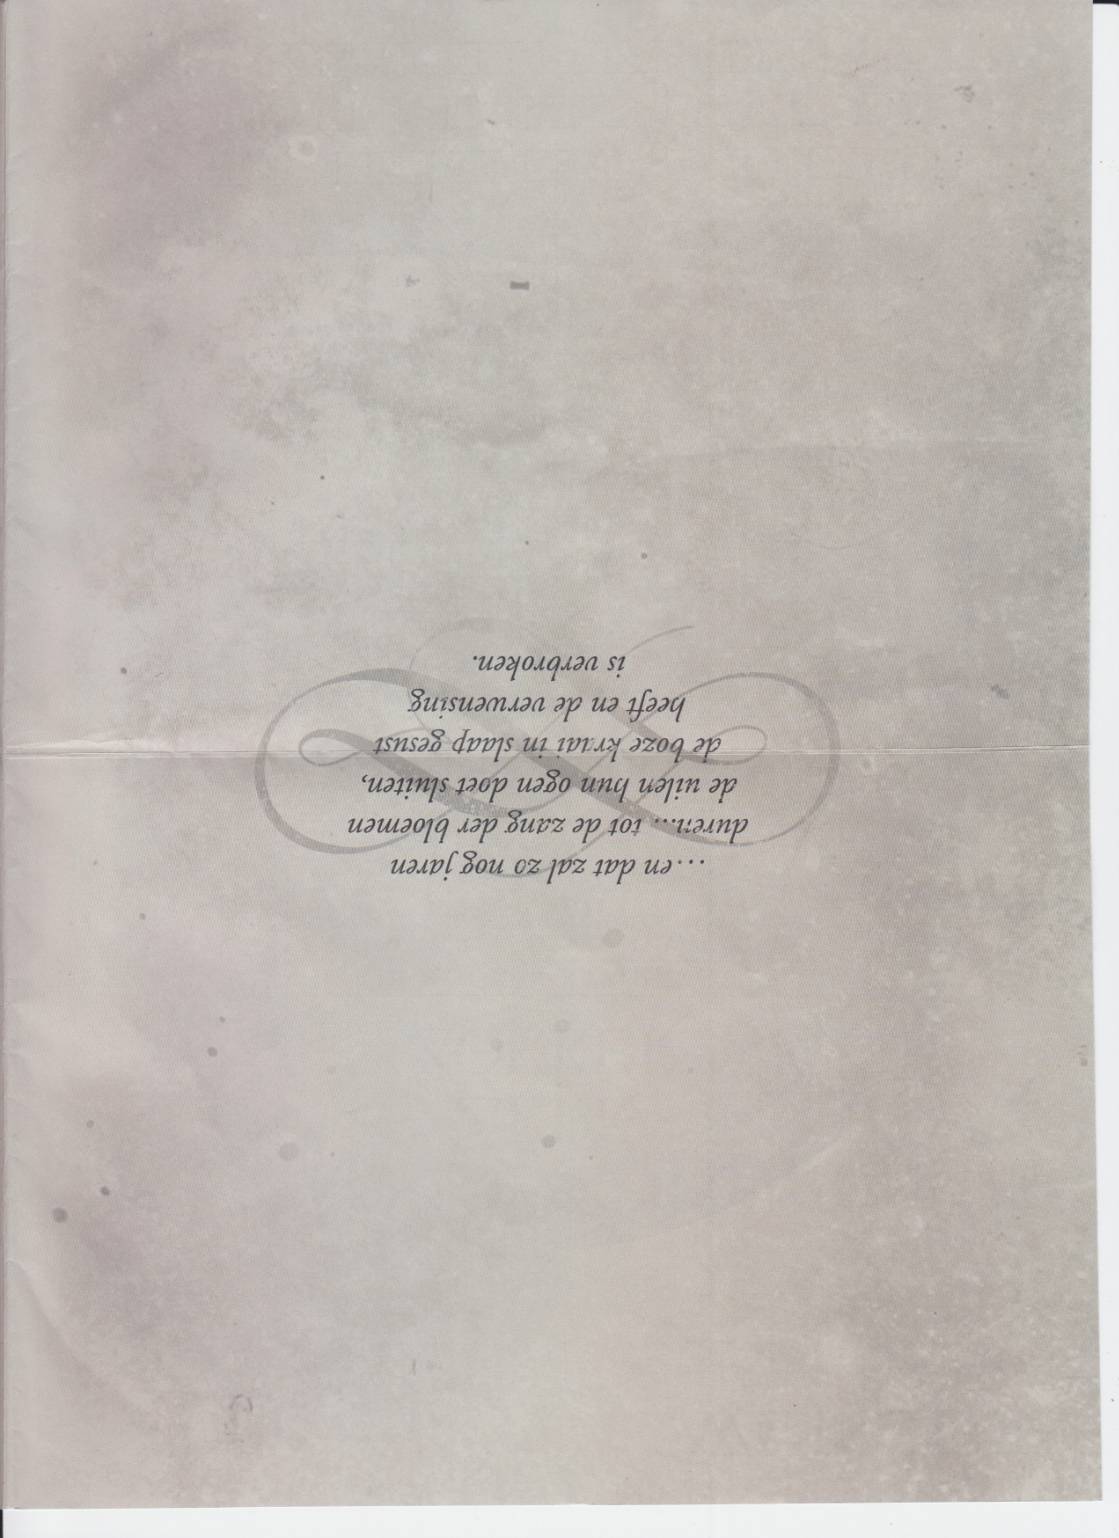 …en dat zal zo nog jaren
duren… tot de zang der bloemen
de uilen hun ogen doet sluiten,
de boze kraai in slaap gesust
heeft en de verwensing
is verbroken.